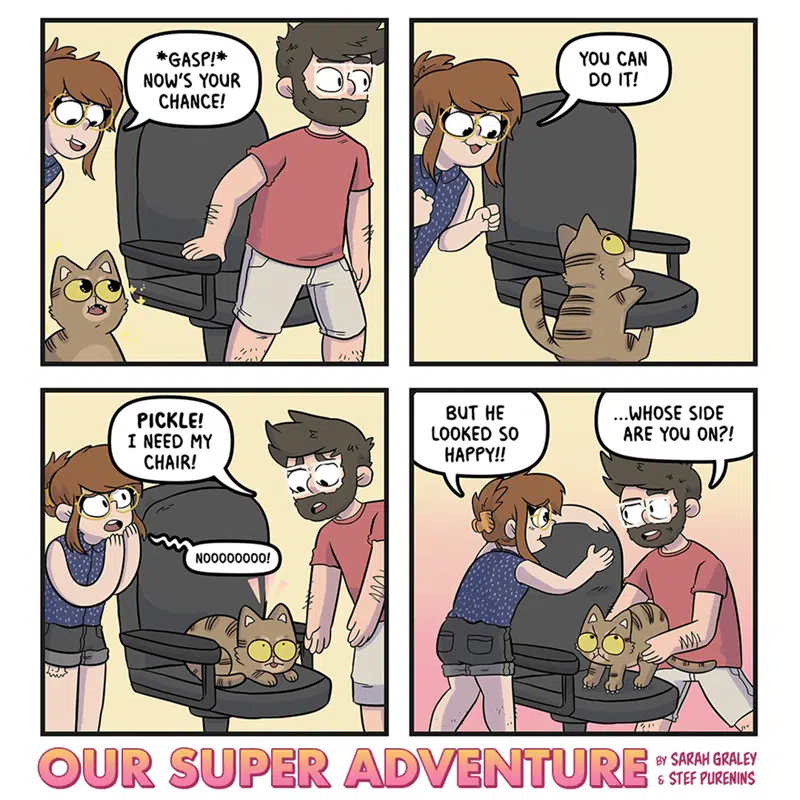 *GASP!*
NOW'S YOUR
CHANCE!
YOU CAN
DO IT!
PICKLE!
I NEED MY
CHAIR!
NOOOOOOOO!
BUT HE
LOOKED SO
HAPPY!!
...WHOSE SIDE
ARE YOU ON?!
OUR SUPER ADVENTURE
BY SARAH GRALEY
& STEF PURENINS